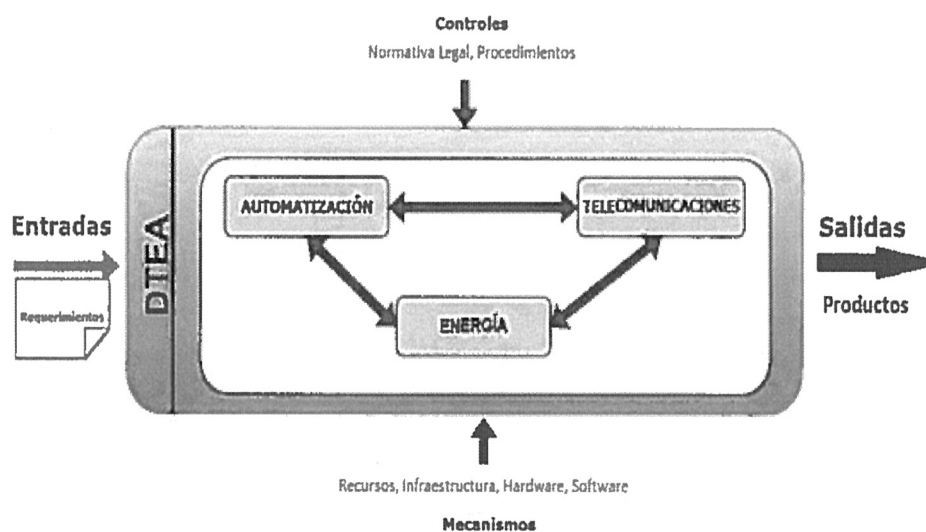 Controles
Normativa Legal, Procedimientos
AUTOMATIZACIÓN
TELECOMUNICACIONES
Entradas
Requerimientos
DTEA
ENERGÍA
Salidas
Productos
Recursos, Infraestructura, Hardware, Software
Mecanismos